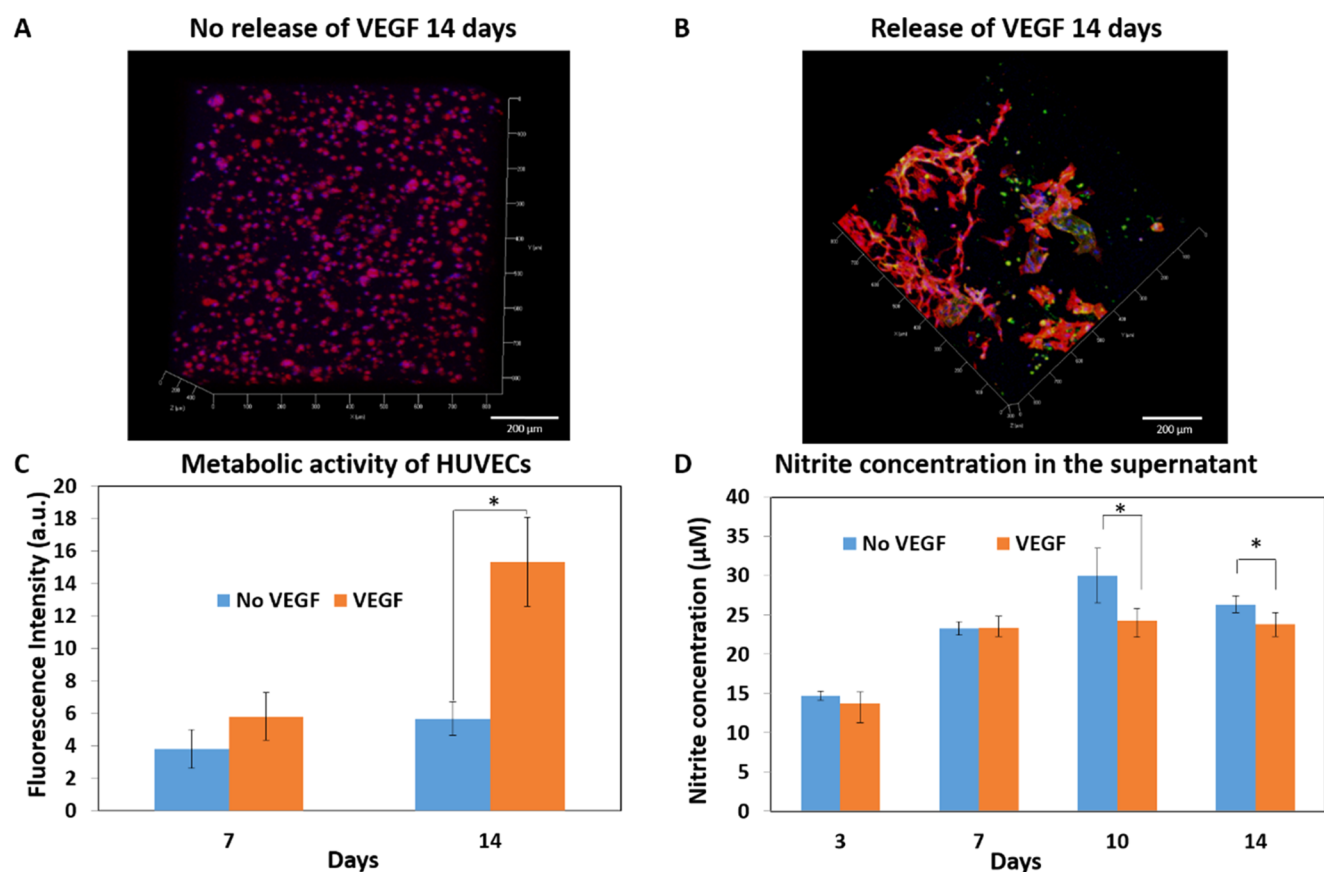 A No release of VEGF 14 days
B Release of VEGF 14 days
200 µm
200 µm
C Metabolic activity of HUVECs
Fluorescence Intensity (a.u.)
20
18
16
14
12
10
8
6
4
2
0
*
No VEGF VEGF
7 14
Days
D Nitrite concentration in the supernatant
Nitrite concentration (µM)
40
35
30
25
20
15
10
5
0
No VEGF VEGF
*
*
3 7 10 14
Days